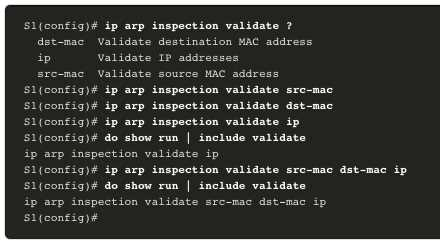 S1(config)# ip arp inspection validate ?
dst-mac  Validate destination MAC address
ip       Validate IP addresses
src-mac  Validate source MAC address
S1(config)# ip arp inspection validate src-mac
S1(config)# ip arp inspection validate dst-mac
S1(config)# ip arp inspection validate ip
S1(config)# do show run | include validate
ip arp inspection validate ip
S1(config)# ip arp inspection validate src-mac dst-mac ip
S1(config)# do show run | include validate
ip arp inspection validate src-mac dst-mac ip
S1(config)#